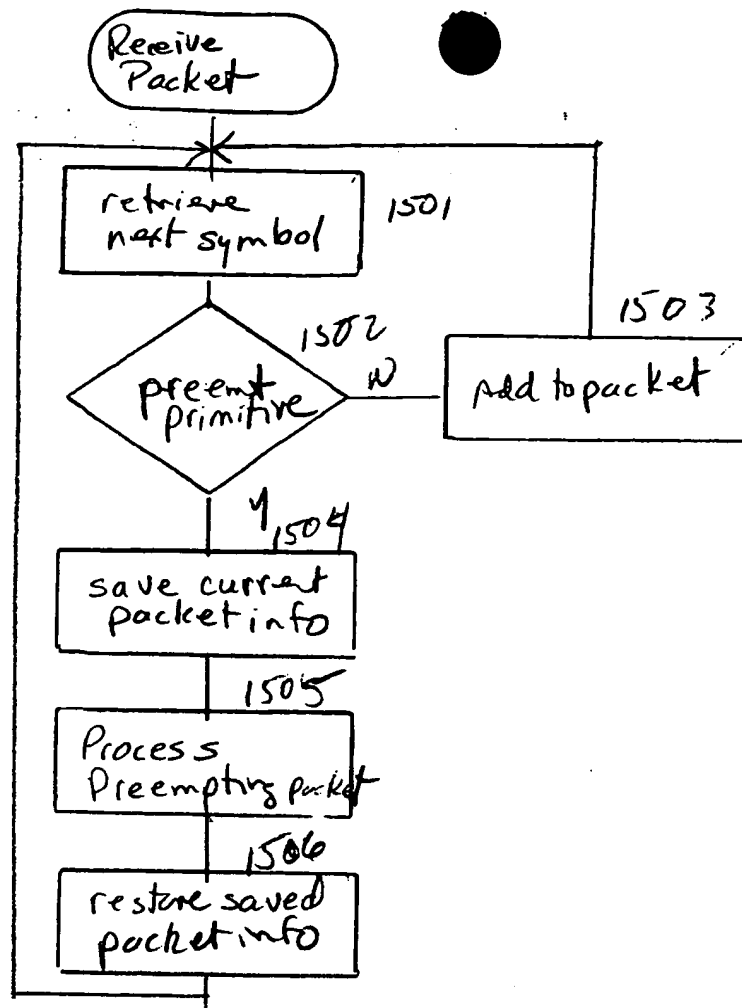 Receive
Packet
retrieve
next symbol
1501
1502
preemt
primitive
N
1503
Add to packet
Y
1504
save current
packet info
1505
Process
Preempting packet
1506
restore saved
packet info